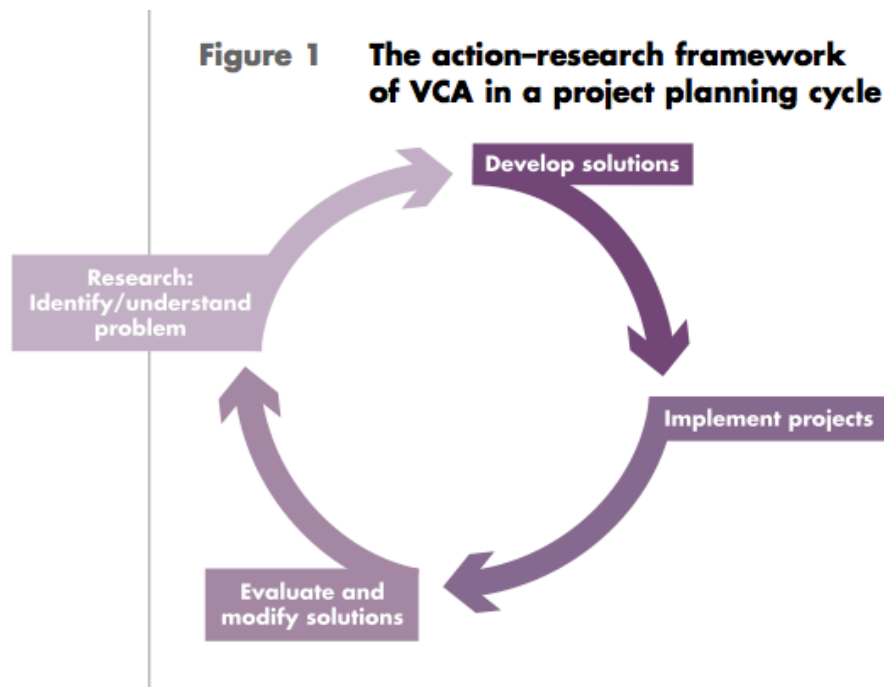 Figure 1 The action–research framework
of VCA in a project planning cycle
Develop solutions
Research:
Identify/understand
problem
Implement projects
Evaluate and
modify solutions